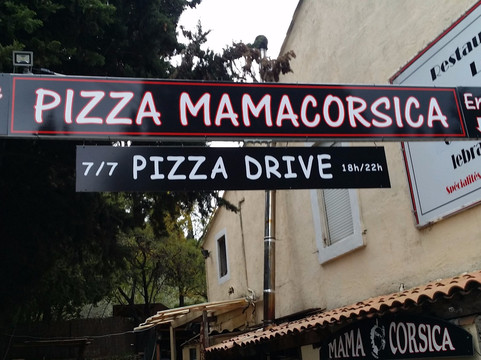 PIZZA MAMACORSICA
7/7 PIZZA DRIVE 18h/22h
MAMA CORSICA